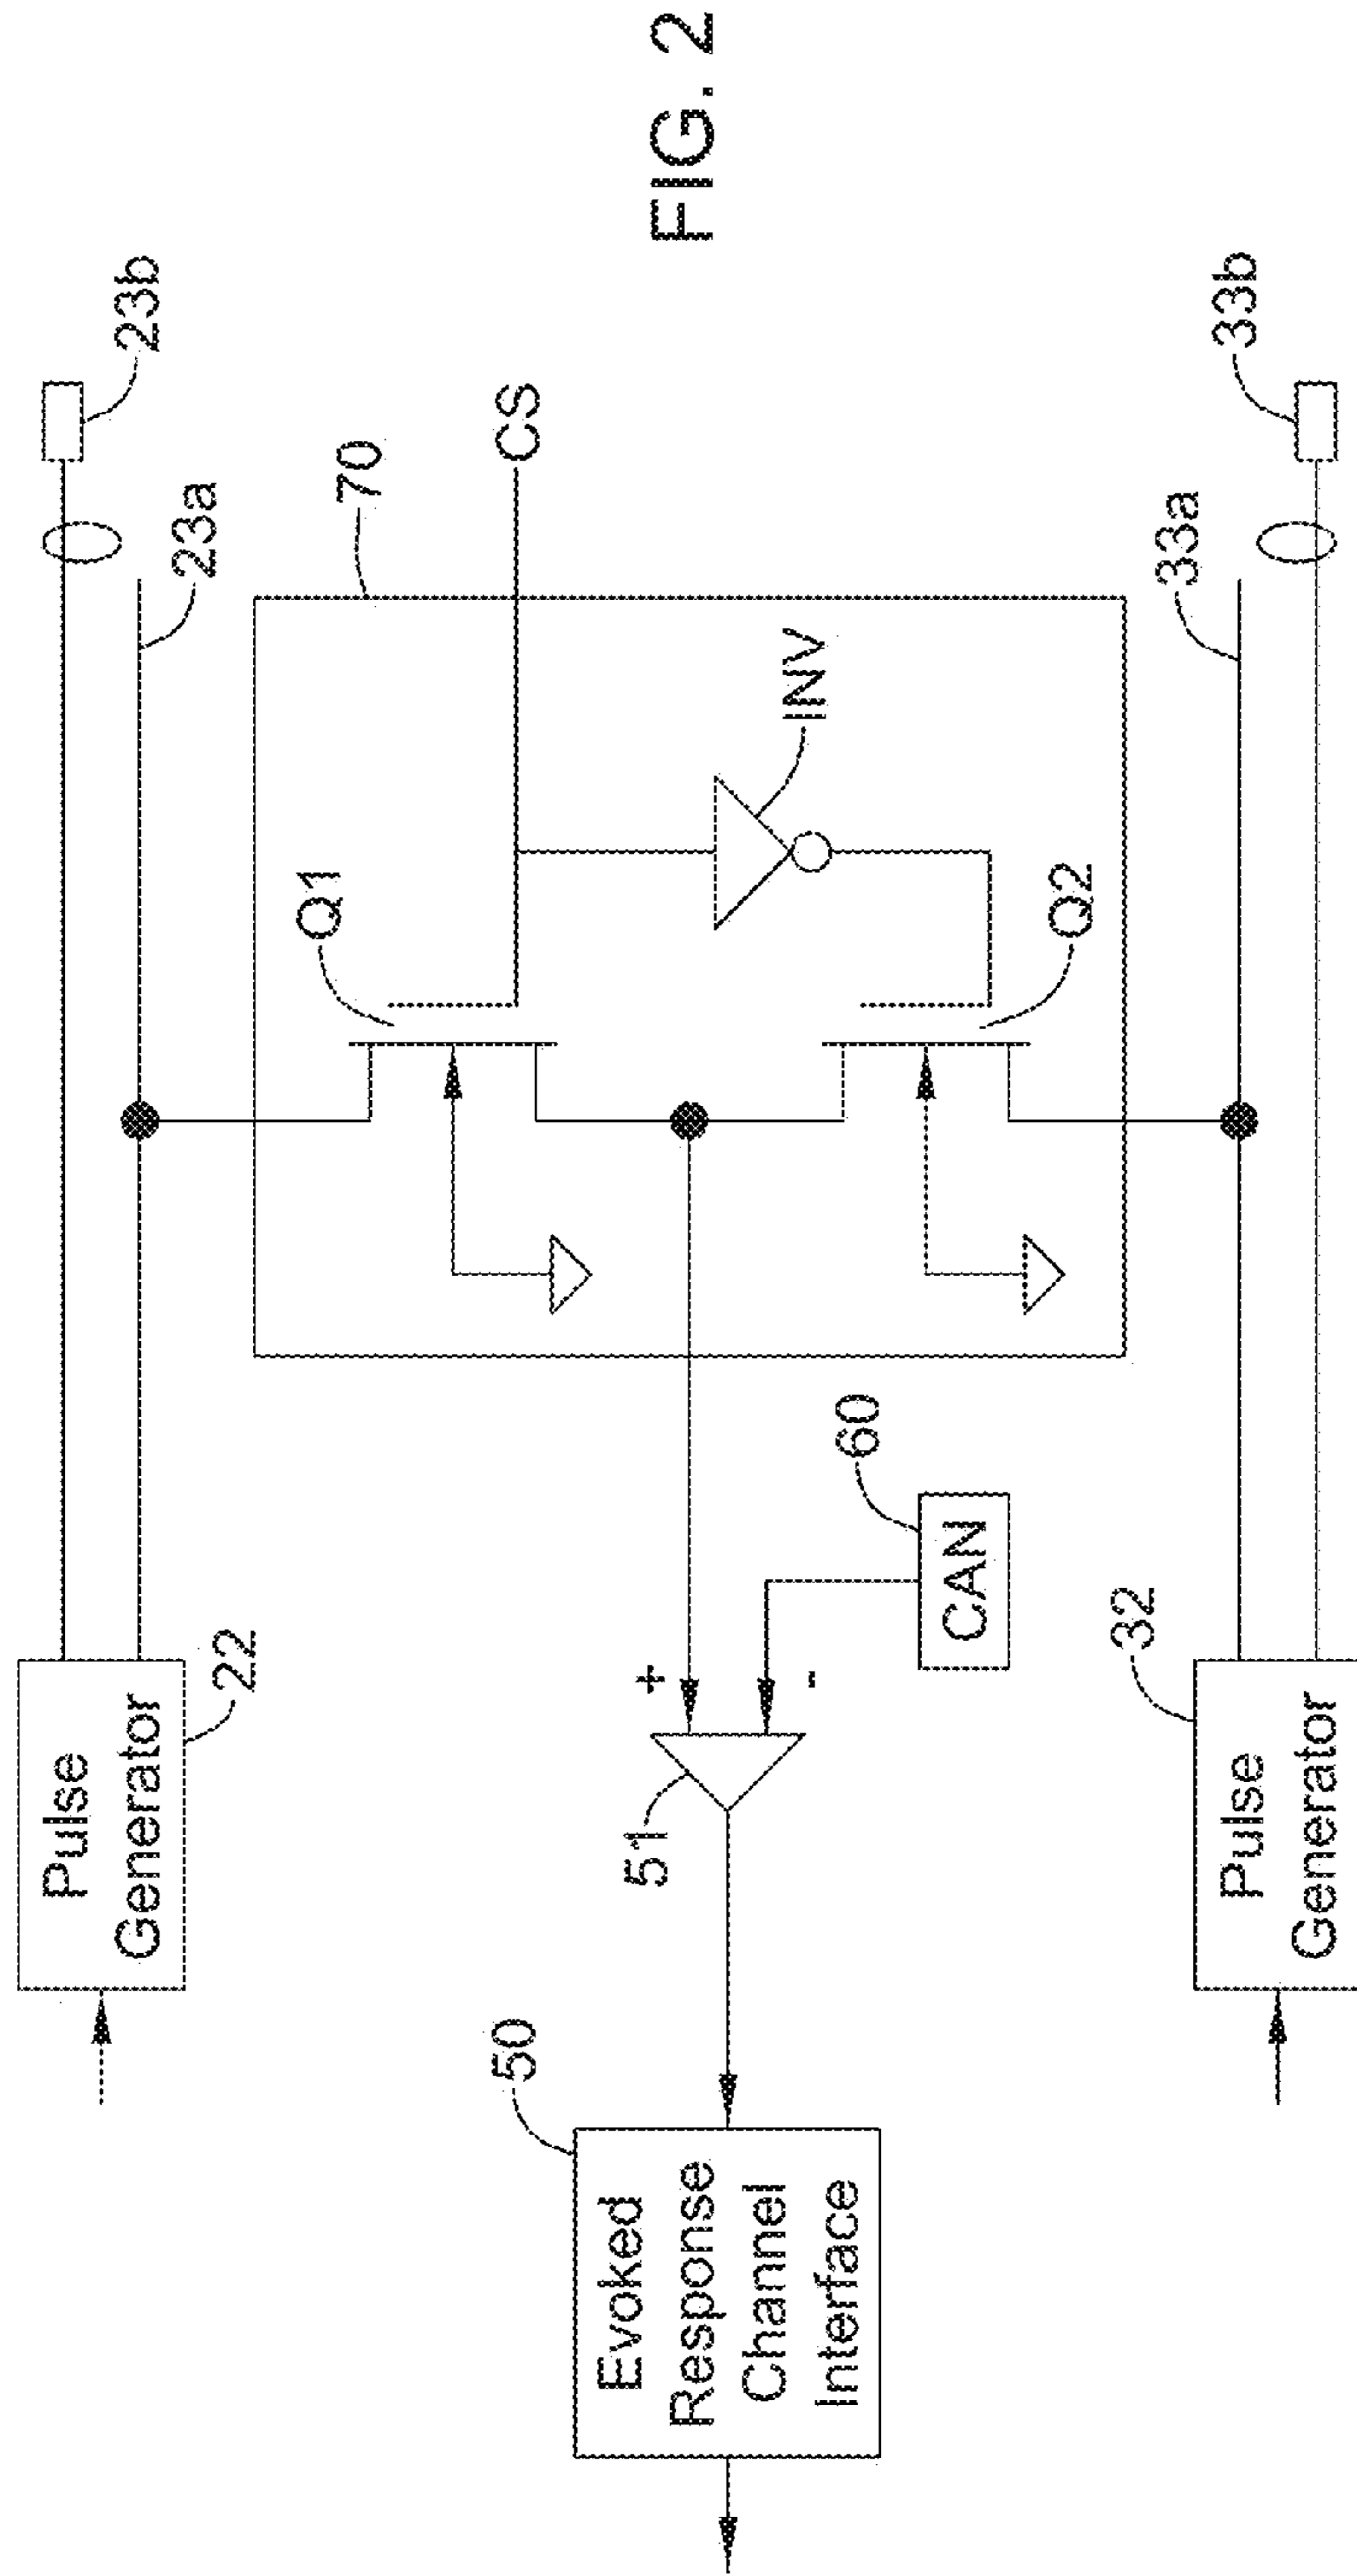 Pulse
Generator
22
23a
23b
70
Q1
CS
INV
Q2
50
Evoked
Response
Channel
Interface
51
+
-
60
CAN
32
Pulse
Generator
33a
33b
FIG. 2